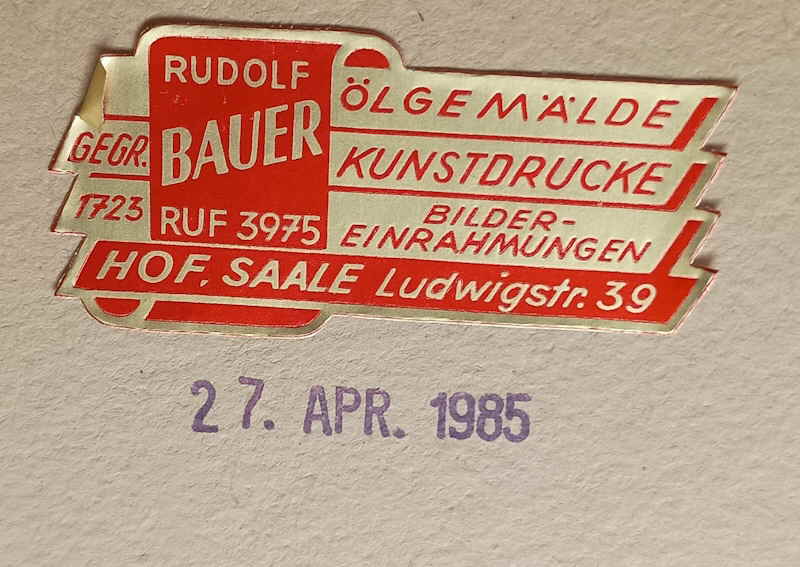 RUDOLF
BAUER
GEGR.
1723
RUF 3975
ÖLGEMÄLDE
KUNSTDRUCKE
BILDER-
EINRAHMUNGEN
HOF, SAALE Ludwigstr. 39
27. APR. 1985